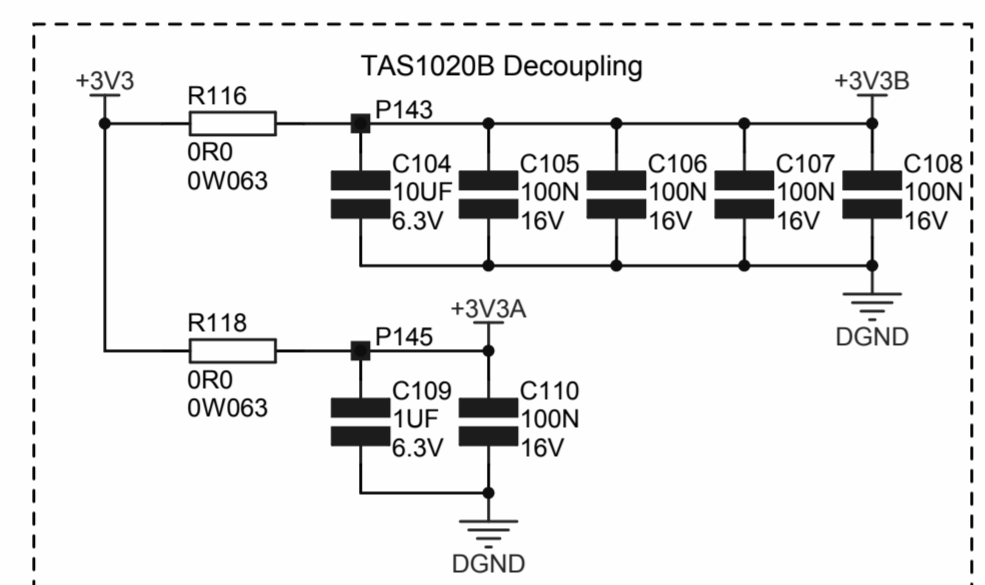 TAS1020B Decoupling
+3V3
R116
0R0
0W063
P143
+3V3B
C104
10UF
6.3V
C105
100N
16V
C106
100N
16V
C107
100N
16V
C108
100N
16V
DGND
R118
0R0
0W063
P145
+3V3A
C109
1UF
6.3V
C110
100N
16V
DGND